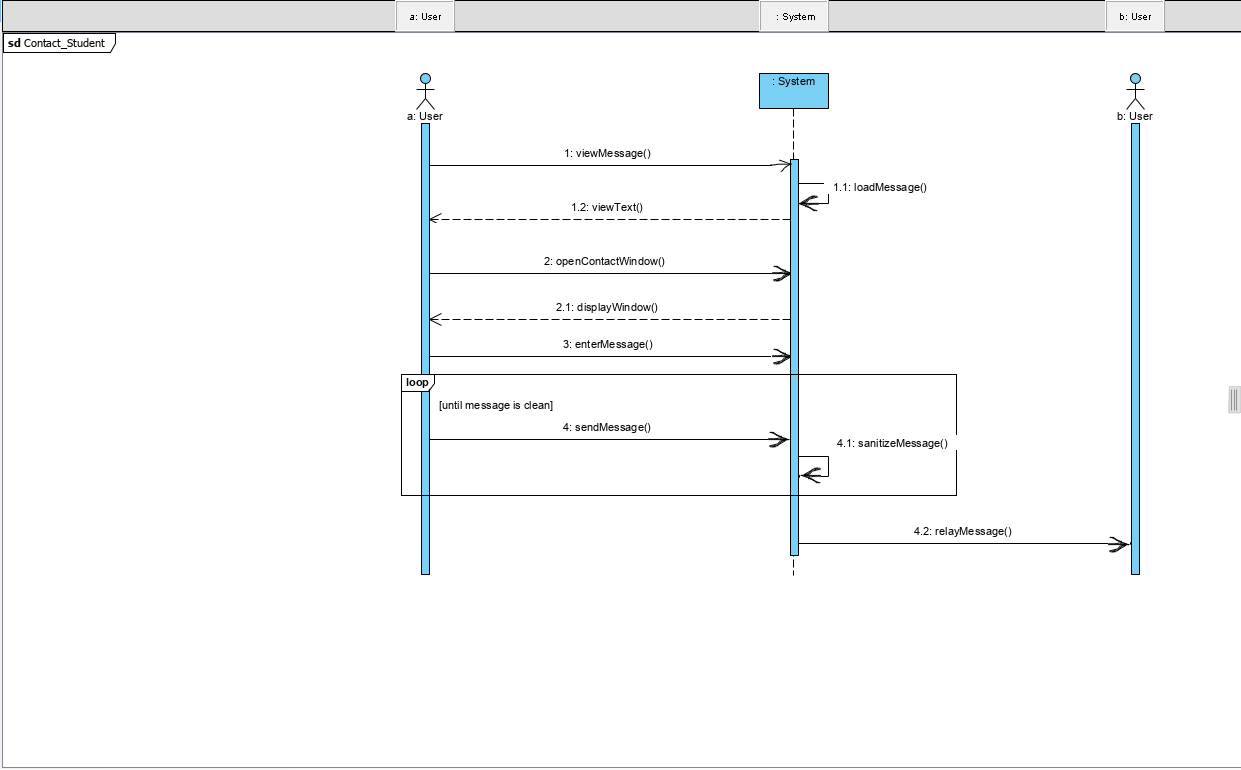 a: User
: System
b: User
sd Contact_Student
: System
a: User
b: User
1: viewMessage()
1.1: loadMessage()
1.2: viewText()
2: openContactWindow()
2.1: displayWindow()
3: enterMessage()
loop
[until message is clean]
4: sendMessage()
4.1: sanitizeMessage()
4.2: relayMessage()